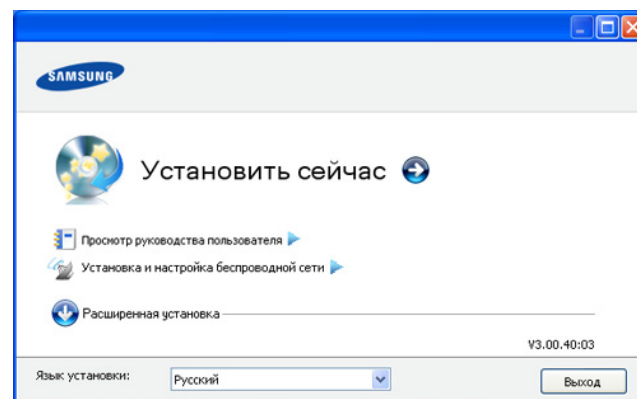 SAMSUNG
Установить сейчас
Просмотр руководства пользователя
Установка и настройка беспроводной сети
Расширенная установка
V3.00.40:03
Язык установки: Русский Выход